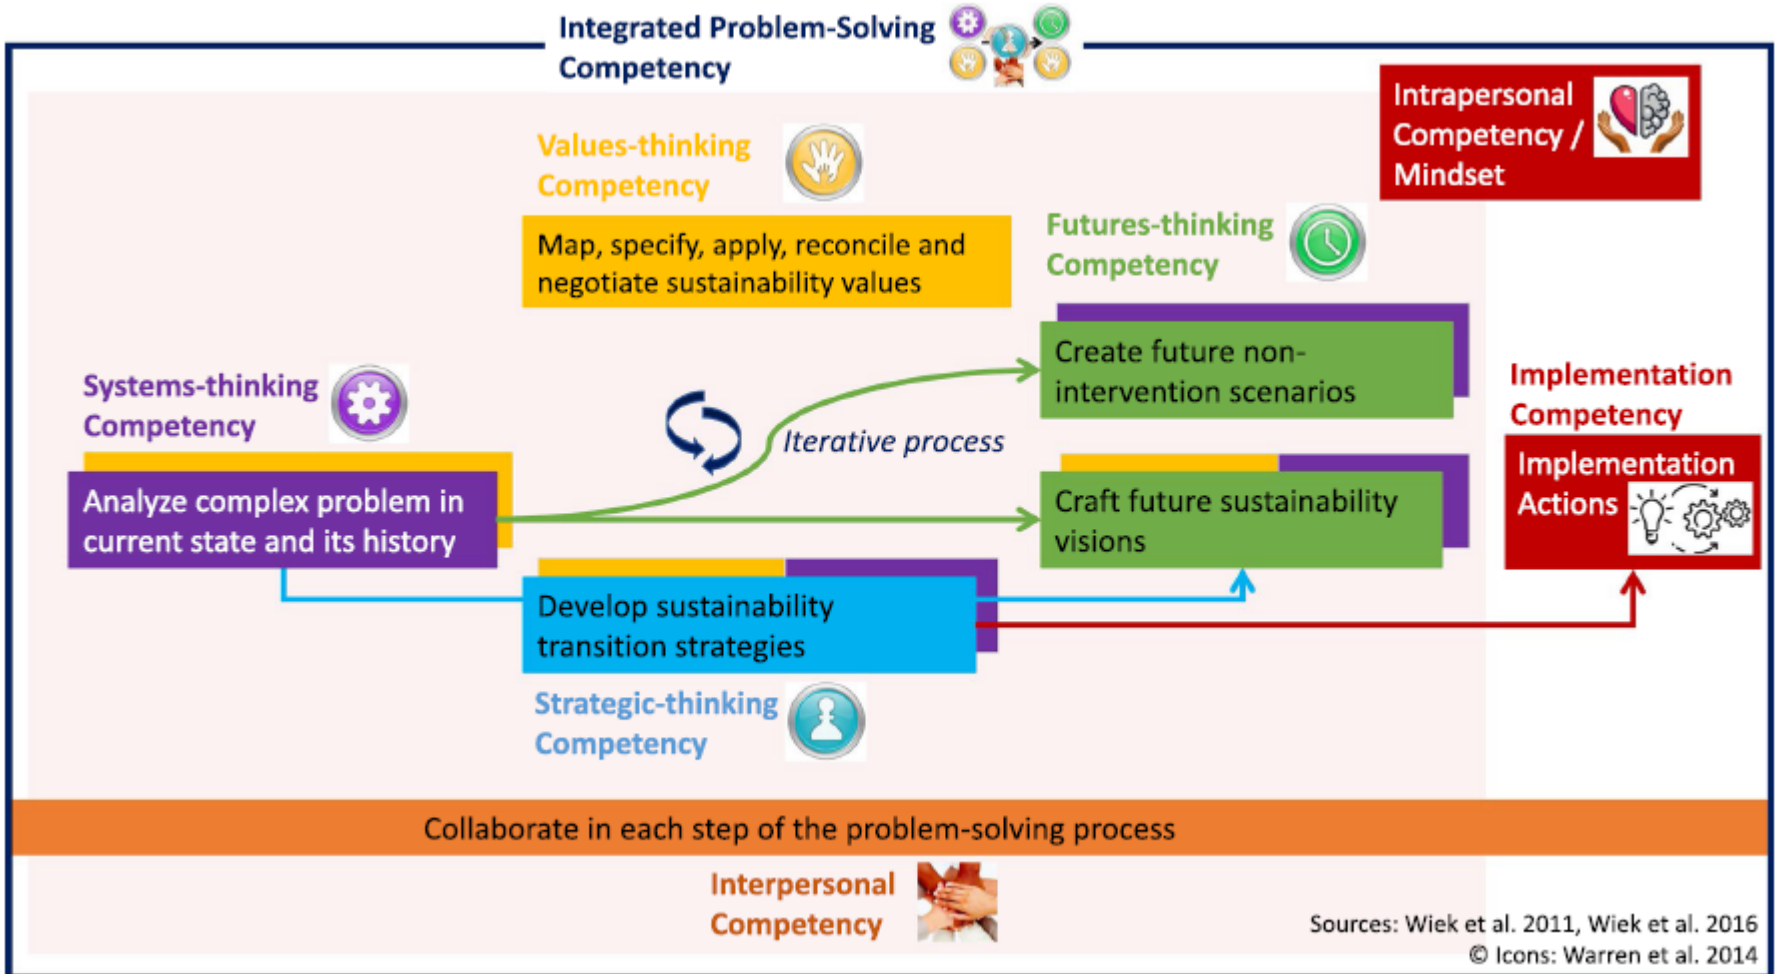 Integrated Problem-Solving
Competency
Intrapersonal
Competency /
Mindset
Values-thinking
Competency
Map, specify, apply, reconcile and
negotiate sustainability values
Futures-thinking
Competency
Create future non-
intervention scenarios
Systems-thinking
Competency
Iterative process
Implementation
Competency
Implementation
Actions
Analyze complex problem in
current state and its history
Craft future sustainability
visions
Develop sustainability
transition strategies
Strategic-thinking
Competency
Collaborate in each step of the problem-solving process
Interpersonal
Competency
Sources: Wiek et al. 2011, Wiek et al. 2016
© Icons: Warren et al. 2014